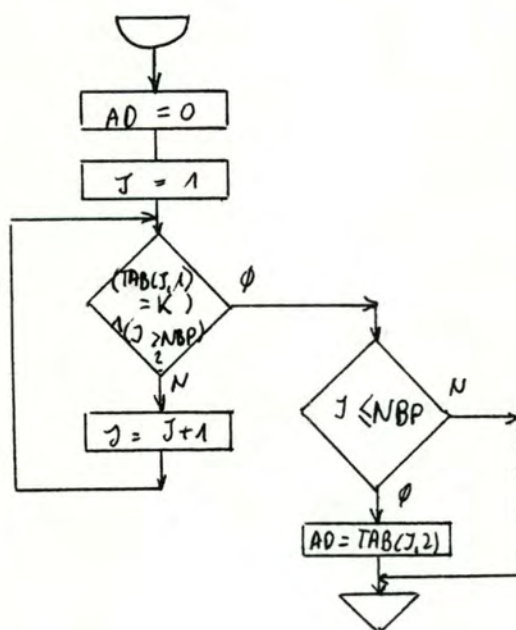 AD = 0
J = 1
(TAB(J,1)
= K )
∧(J >NBP)
?
φ
N
J = J+1
J ≤NBP
N
φ
AD=TAB(J,2)